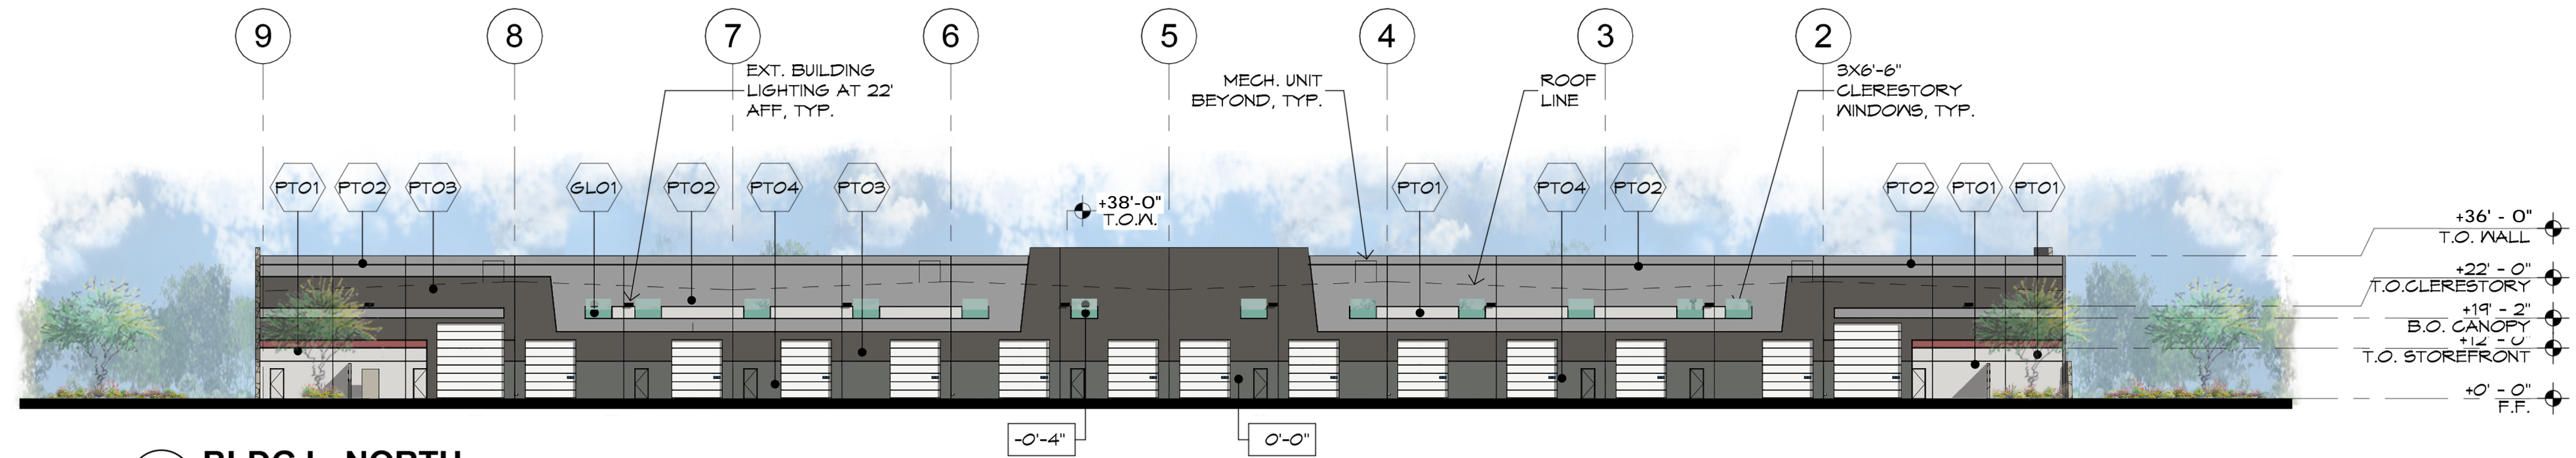 9 8 7 6 5 4 3 2
EXT. BUILDING
LIGHTING AT 22'
AFF, TYP.
MECH. UNIT
BEYOND, TYP.
ROOF
LINE
3X6'-6"
CLERESTORY
WINDOWS, TYP.
PT01 PT02 PT03 GL01 PT02 PT04 PT03 PT01 PT04 PT02 PT02 PT01 PT01
+38'-0"
T.O.W.
+36' - 0"
T.O. WALL
+22' - 0"
T.O.CLERESTORY
+19' - 2"
B.O. CANOPY
+12' - 0"
T.O. STOREFRONT
+0' - 0"
F.F.
-0'-4"
0'-0"
NORTH